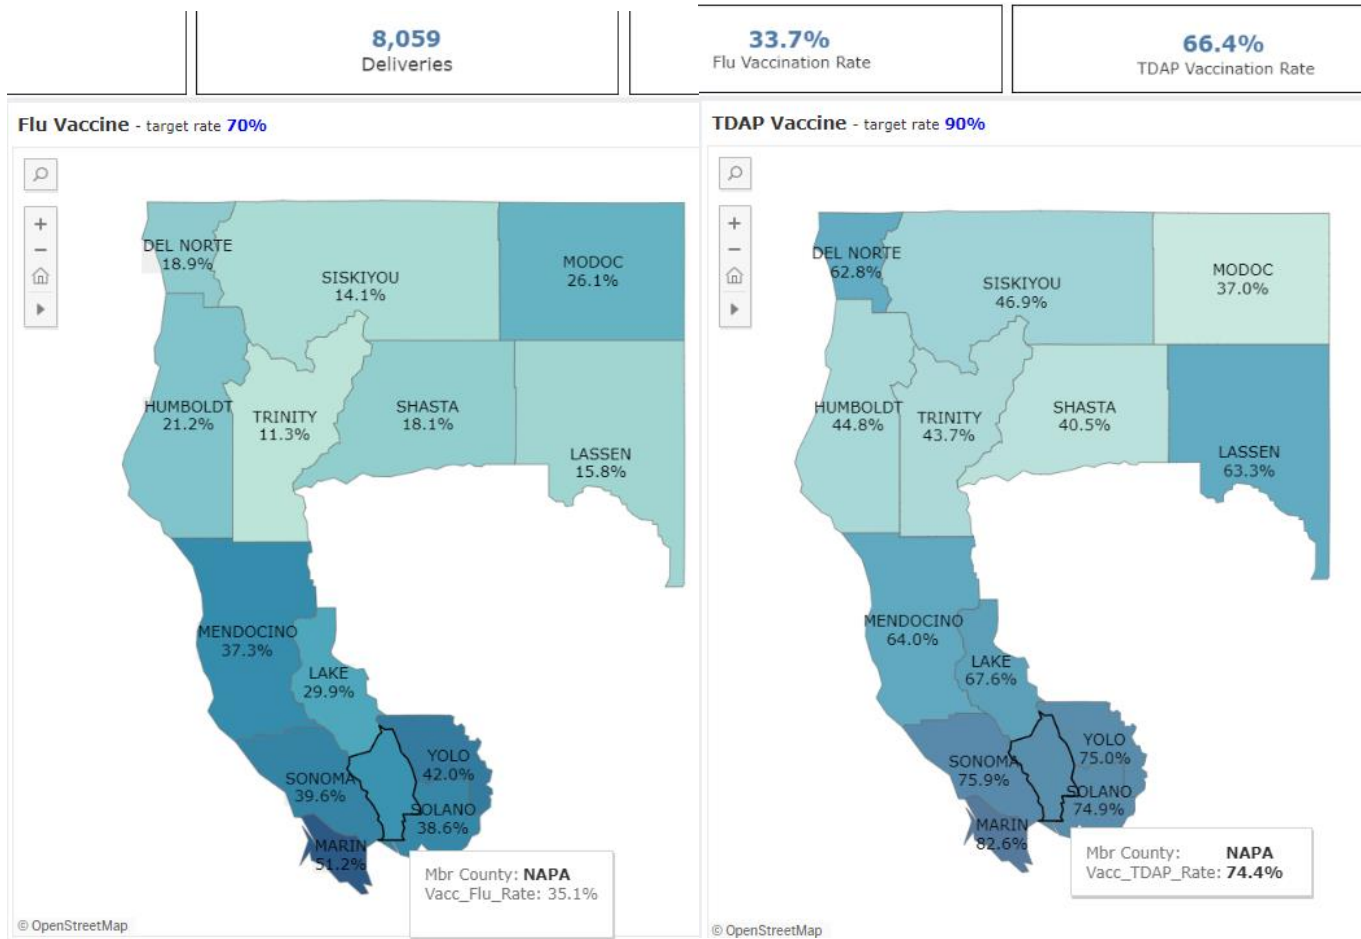 8,059
Deliveries
33.7%
Flu Vaccination Rate
66.4%
TDAP Vaccination Rate
Flu Vaccine - target rate 70%
DEL NORTE
18.9%
SISKIYOU
14.1%
MODOC
26.1%
HUMBOLDT
21.2%
TRINITY
11.3%
SHASTA
18.1%
LASSEN
15.8%
MENDOCINO
37.3%
LAKE
29.9%
YOLO
42.0%
SONOMA
39.6%
SOLANO
38.6%
MARIN
51.2%
Mbr County: NAPA
Vacc_Flu_Rate: 35.1%
© OpenStreetMap
TDAP Vaccine - target rate 90%
DEL NORTE
62.8%
SISKIYOU
46.9%
MODOC
37.0%
HUMBOLDT
44.8%
TRINITY
43.7%
SHASTA
40.5%
LASSEN
63.3%
MENDOCINO
64.0%
LAKE
67.6%
YOLO
75.0%
SONOMA
75.9%
SOLANO
74.9%
MARIN
82.6%
Mbr County: NAPA
Vacc_TDAP_Rate: 74.4%
© OpenStreetMap